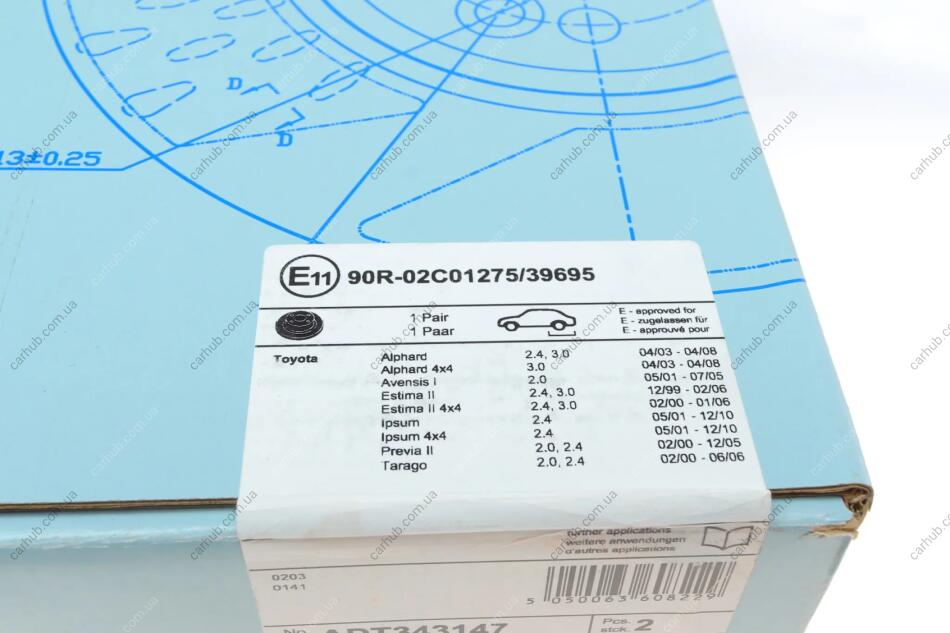 D
D
13±0.25
E11 90R-02C01275/39695
1 Pair
1 Paar
E - approved for
E - zugelassen für
E - approuvé pour
Toyota Alphard 2.4, 3.0 04/03 - 04/08
Alphard 4x4 3.0 04/03 - 04/08
Avensis I 2.0 05/01 - 07/05
Estima II 2.4, 3.0 12/99 - 02/06
Estima II 4x4 2.4, 3.0 02/00 - 01/06
Ipsum 2.4 05/01 - 12/10
Ipsum 4x4 2.4 05/01 - 12/10
Previa II 2.0, 2.4 02/00 - 12/05
Tarago 2.0, 2.4 02/00 - 06/06
further applications
weitere anwendungen
d'autres applications
0203
0141
5 050063 608229
No. ADT343147
Pcs.
stck. 2
carhub.com.ua